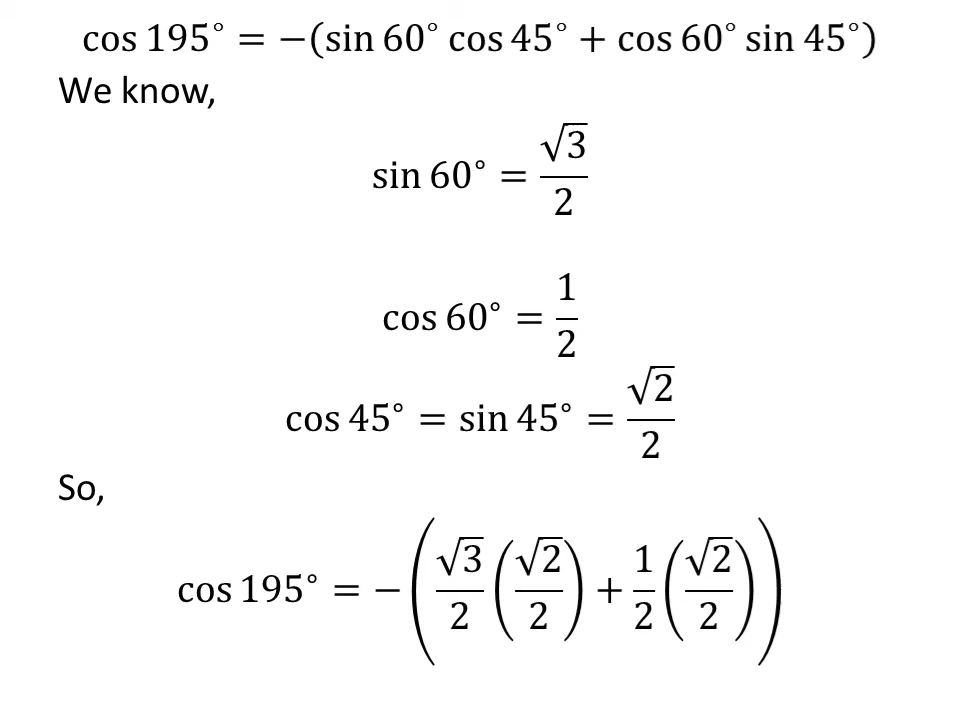 cos 195° = −(sin 60° cos 45° + cos 60° sin 45°)
We know,
sin 60° = √3/2
cos 60° = 1/2
cos 45° = sin 45° = √2/2
So,
cos 195° = −(√3/2 (√2/2) + 1/2 (√2/2))